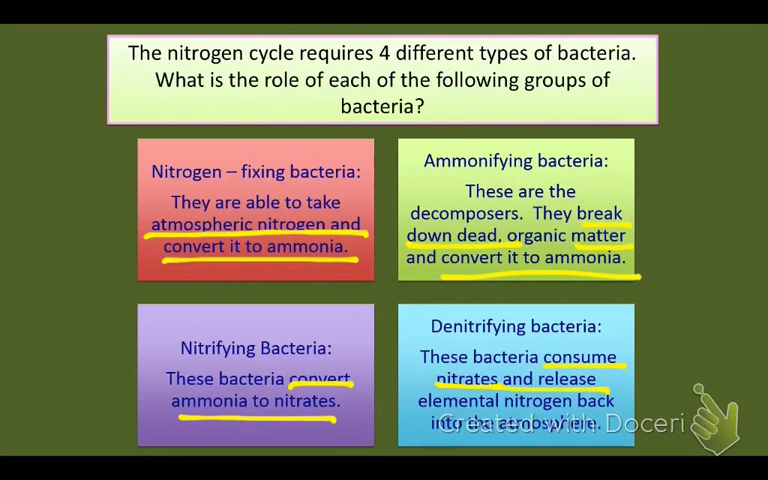 The nitrogen cycle requires 4 different types of bacteria.
What is the role of each of the following groups of
bacteria?
Nitrogen – fixing bacteria:
They are able to take
atmospheric nitrogen and
convert it to ammonia.
Ammonifying bacteria:
These are the
decomposers. They break
down dead, organic matter
and convert it to ammonia.
Nitrifying Bacteria:
These bacteria convert
ammonia to nitrates.
Denitrifying bacteria:
These bacteria consume
nitrates and release
elemental nitrogen back
into the atmosphere.
Created with Doceri